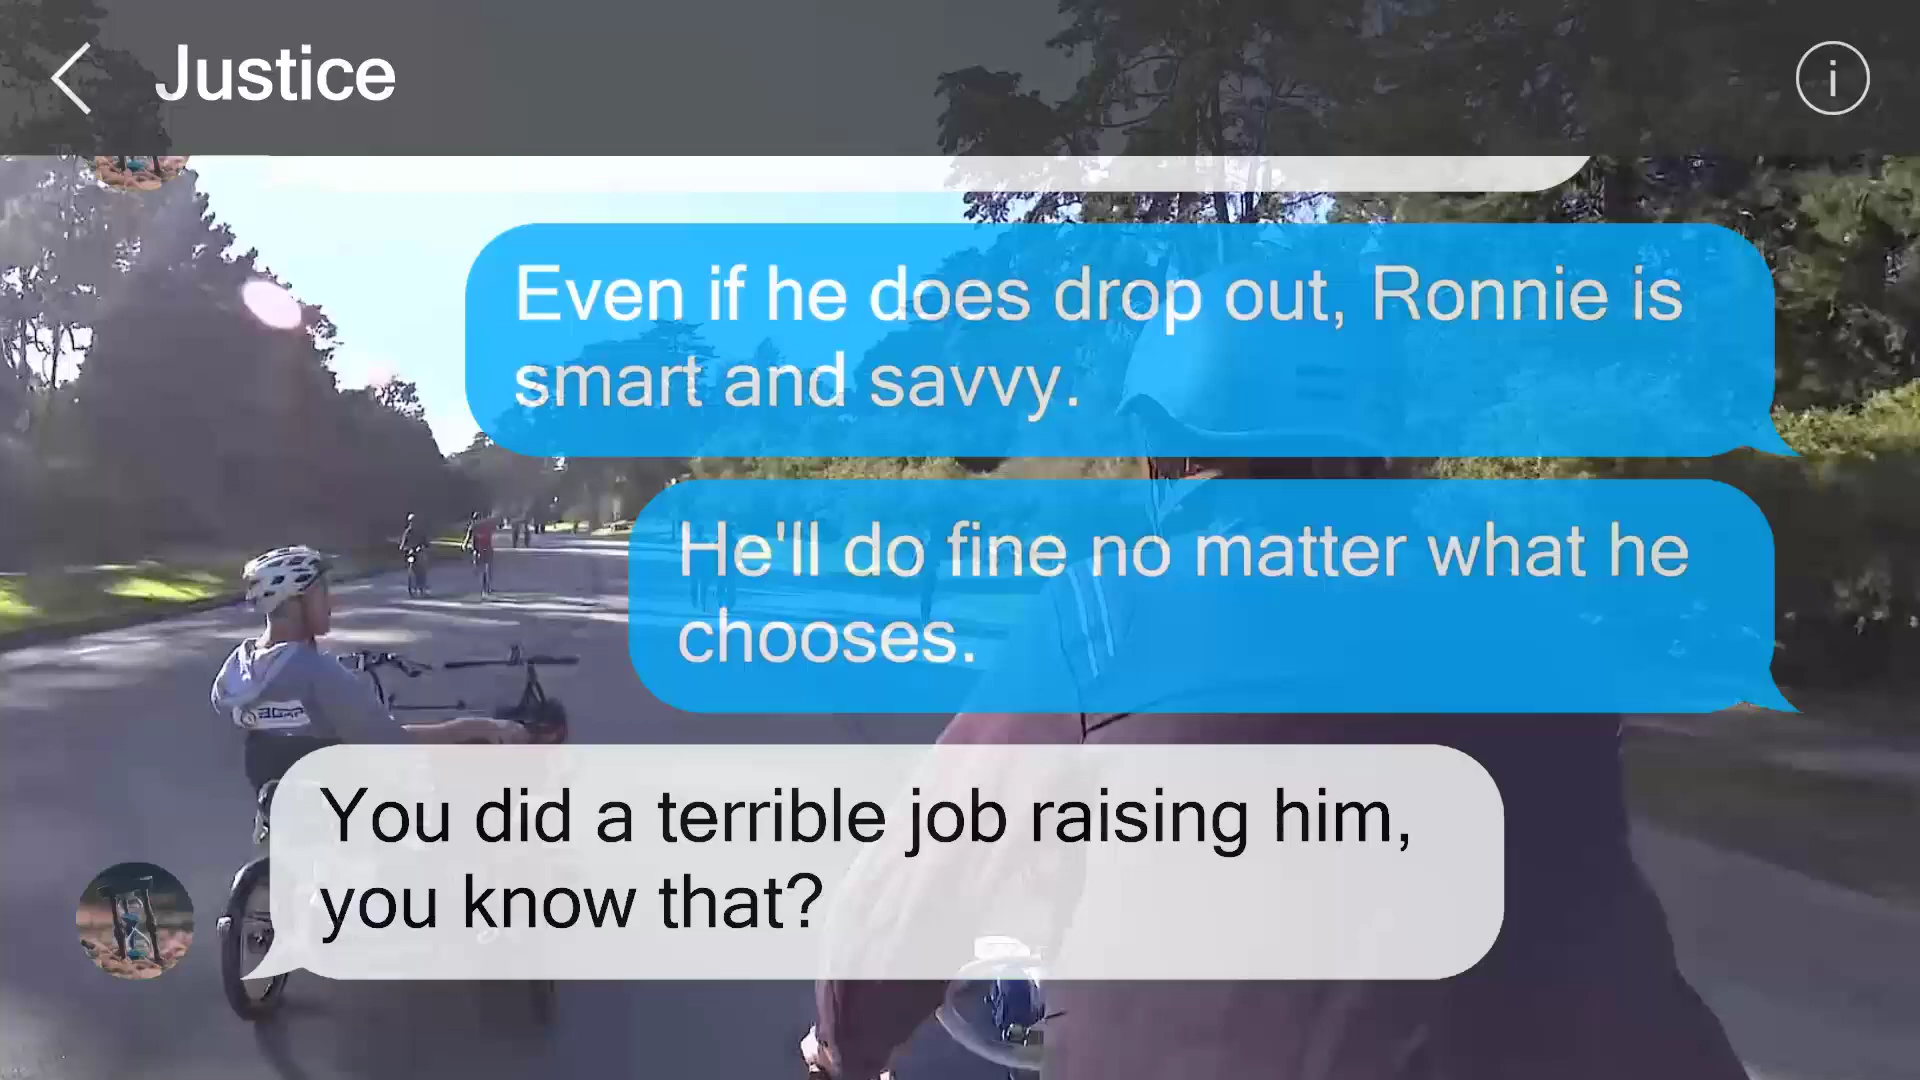 Justice
Even if he does drop out, Ronnie is
smart and savvy.
He'll do fine no matter what he
chooses.
You did a terrible job raising him,
you know that?